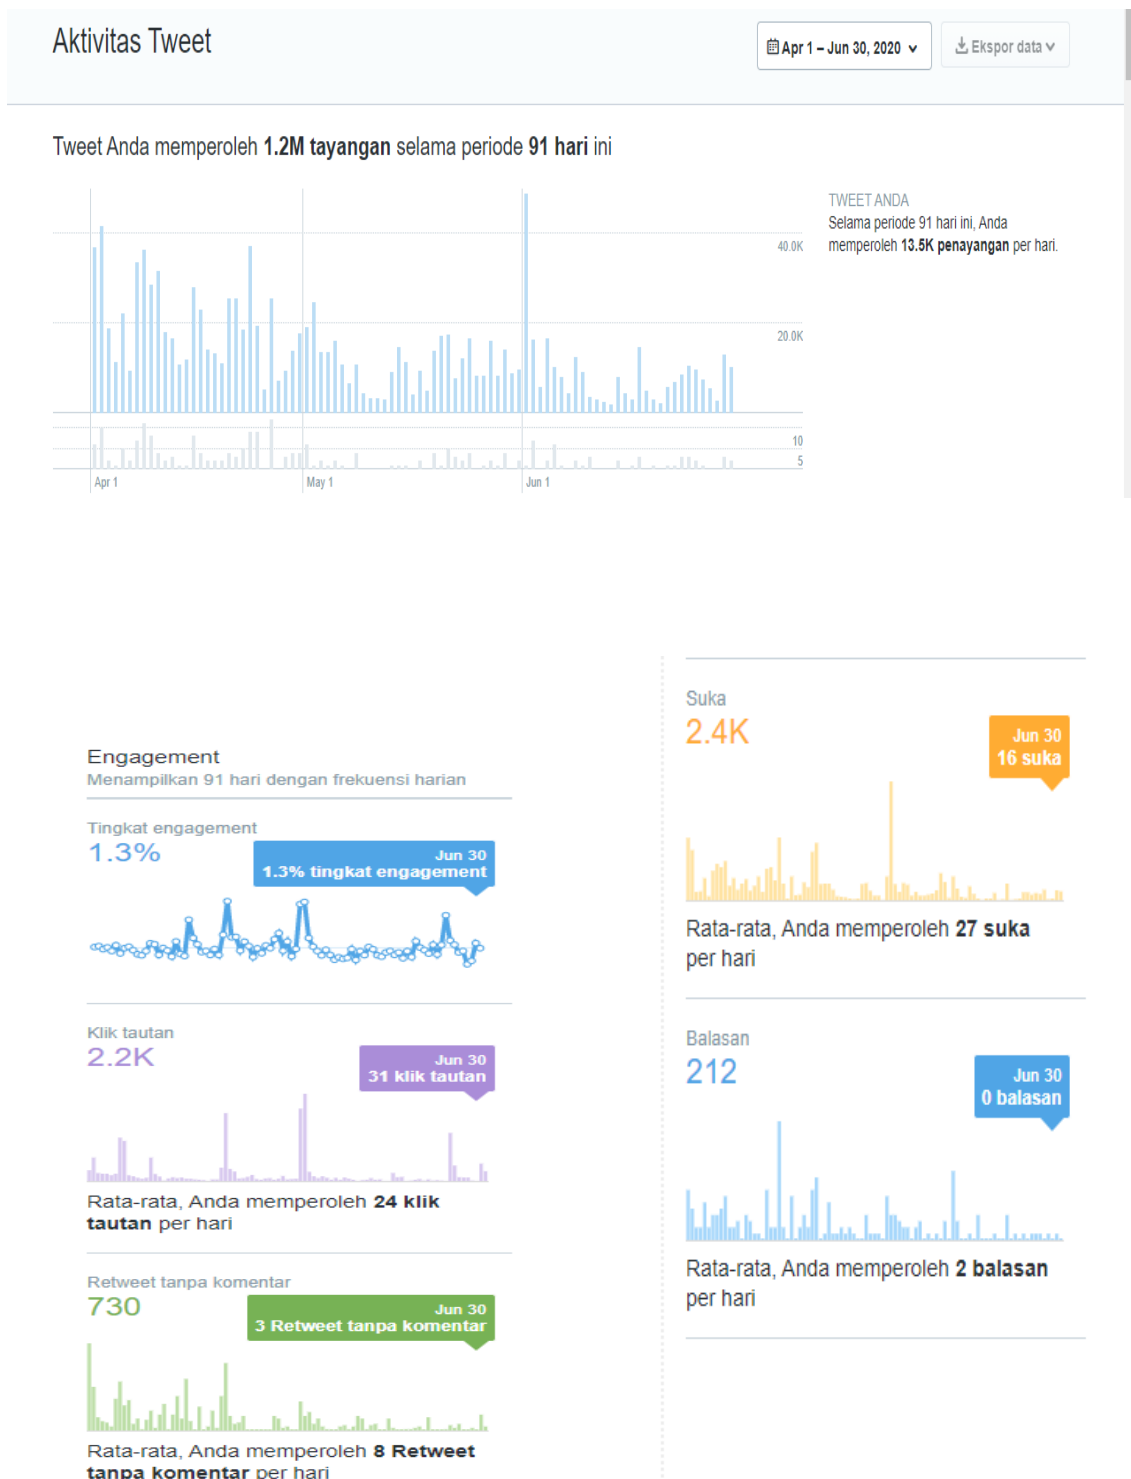 Aktivitas Tweet
Apr 1 – Jun 30, 2020
Ekspor data
Tweet Anda memperoleh 1.2M tayangan selama periode 91 hari ini
TWEET ANDA
Selama periode 91 hari ini, Anda
memperoleh 13.5K penayangan per hari.
40.0K
20.0K
10
5
Apr 1
May 1
Jun 1
Engagement
Menampilkan 91 hari dengan frekuensi harian
Tingkat engagement
1.3%
Jun 30
1.3% tingkat engagement
Klik tautan
2.2K
Jun 30
31 klik tautan
Rata-rata, Anda memperoleh 24 klik
tautan per hari
Retweet tanpa komentar
730
Jun 30
3 Retweet tanpa komentar
Rata-rata, Anda memperoleh 8 Retweet
tanpa komentar per hari
Suka
2.4K
Jun 30
16 suka
Rata-rata, Anda memperoleh 27 suka
per hari
Balasan
212
Jun 30
0 balasan
Rata-rata, Anda memperoleh 2 balasan
per hari